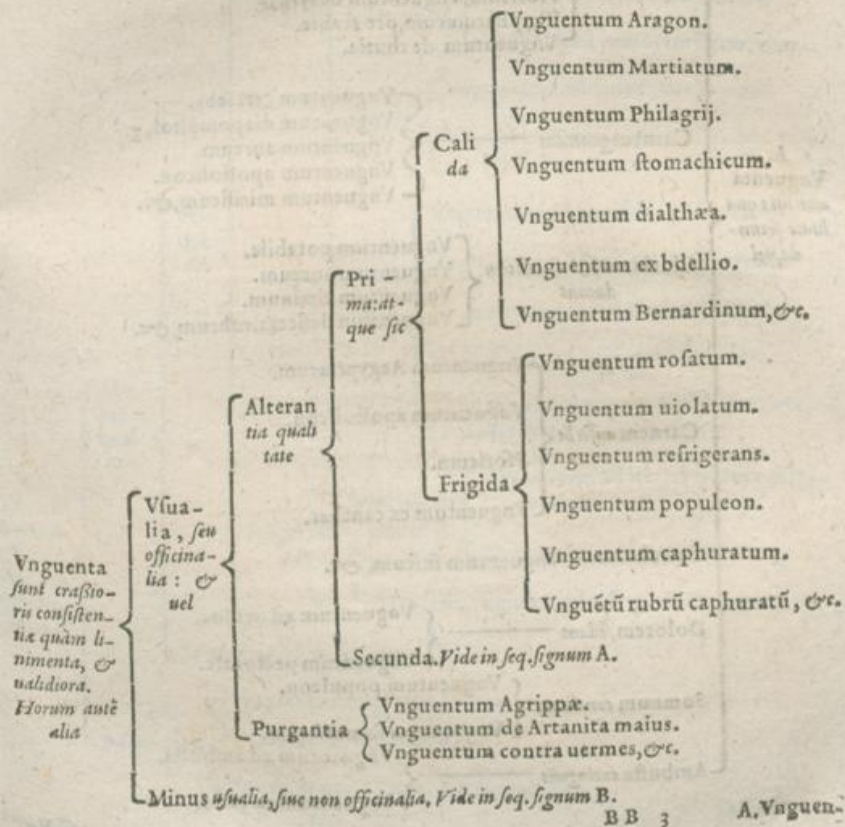 Vnguenta
sunt craßio-
ris consisten-
tiæ quàm li-
nimenta, &
ualidiora.
Horum autē
alia
Vsua-
lia, seu
officina-
lia: &
uel
Alteran
tia quali
tate
Pri-
ma: at-
que sic
Cali
da
Vnguentum Aragon.
Vnguentum Martiatum.
Vnguentum Philagrij.
Vnguentum stomachicum.
Vnguentum dialthæa.
Vnguentum ex bdellio.
Vnguentum Bernardinum, &c.
Frigida
Vnguentum rosatum.
Vnguentum uiolatum.
Vnguentum refrigerans.
Vnguentum populeon.
Vnguentum caphuratum.
Vnguētū rubrū caphuratū, &c.
Secunda. Vide in seq. signum A.
Purgantia
Vnguentum Agrippæ.
Vnguentum de Artanita maius.
Vnguentum contra uermes, &c.
Minus usualia, siue non officinalia. Vide in seq. signum B.
BB 3 A. Vnguen-